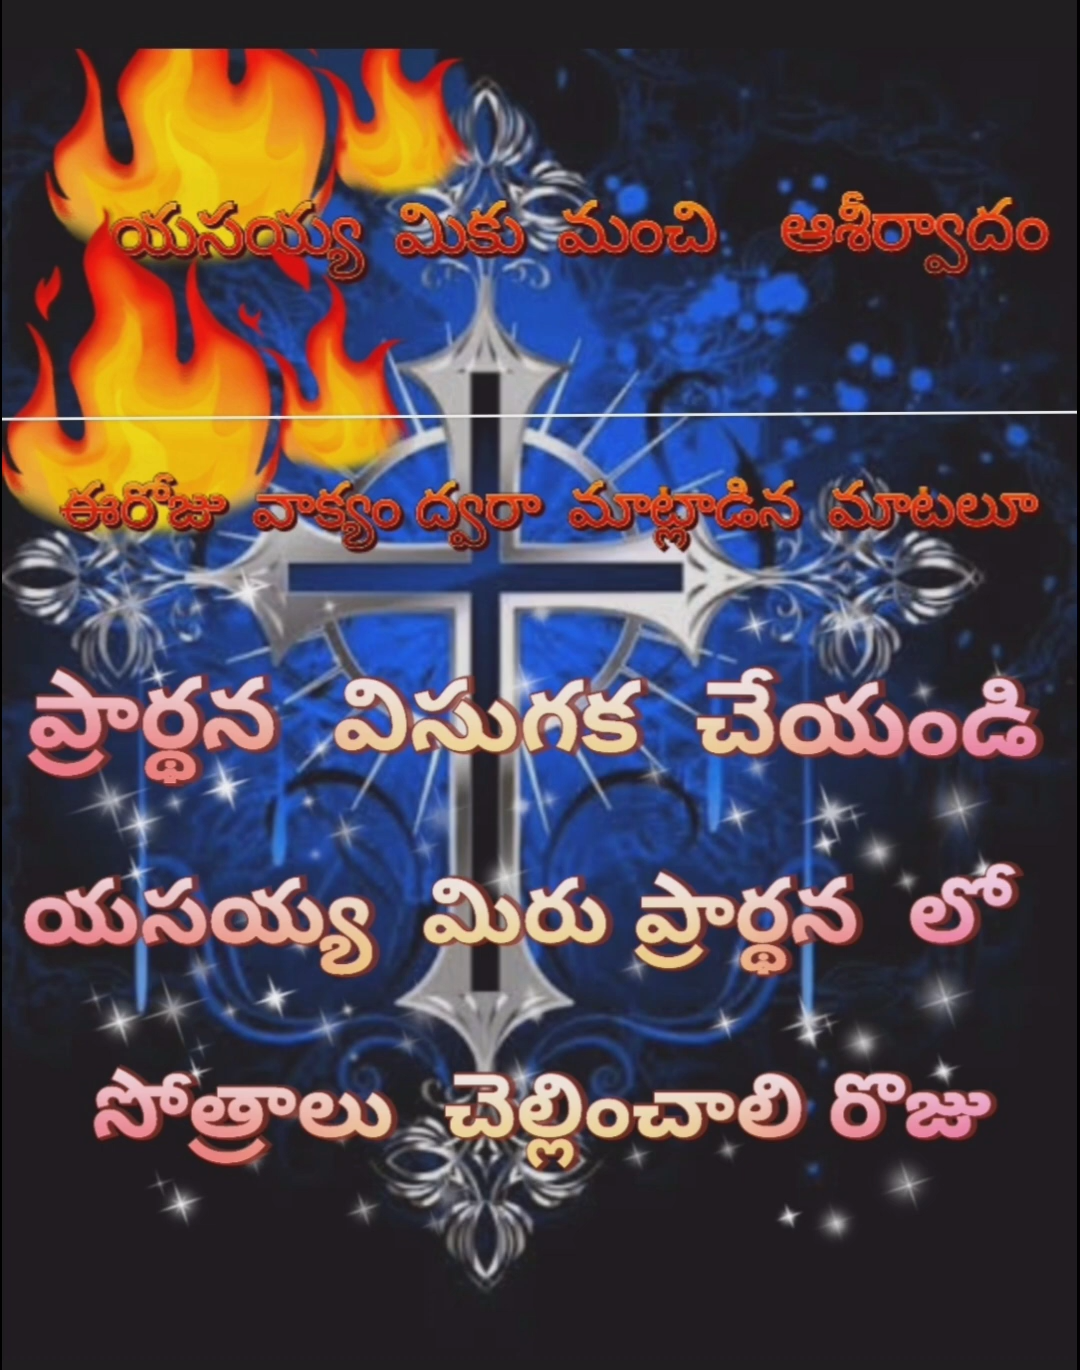 యసయ్య మికు మంచి ఆశీర్వాదం
ఈరోజు వాక్యం ద్వరా మాట్లాడిన మాటలూ
ప్రార్థన విసుగక చేయండి
యసయ్య మిరు ప్రార్థన లో
సోత్రాలు చెల్లించాలి రొజు